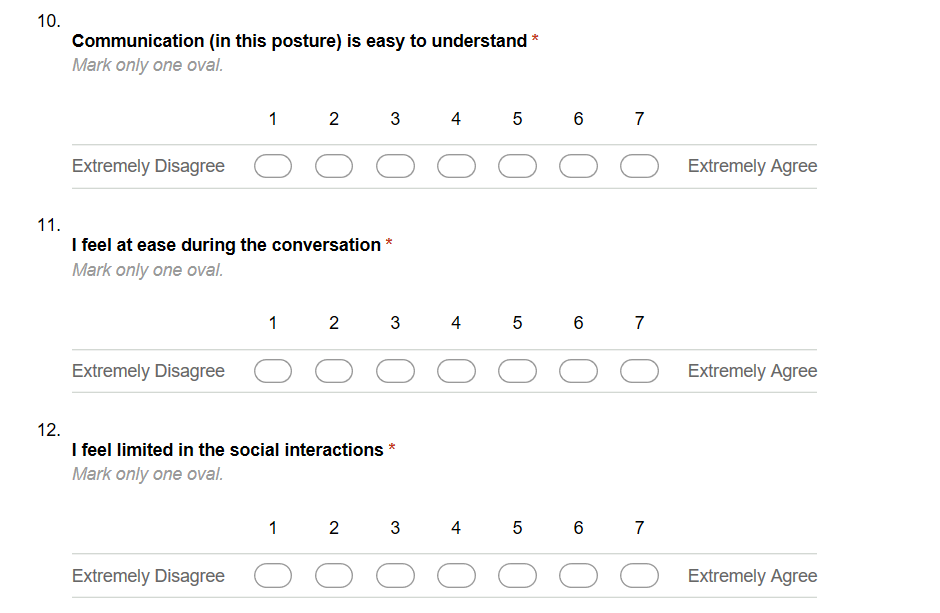 10.
Communication (in this posture) is easy to understand *
Mark only one oval.
1 2 3 4 5 6 7
Extremely Disagree Extremely Agree
11.
I feel at ease during the conversation *
Mark only one oval.
1 2 3 4 5 6 7
Extremely Disagree Extremely Agree
12.
I feel limited in the social interactions *
Mark only one oval.
1 2 3 4 5 6 7
Extremely Disagree Extremely Agree